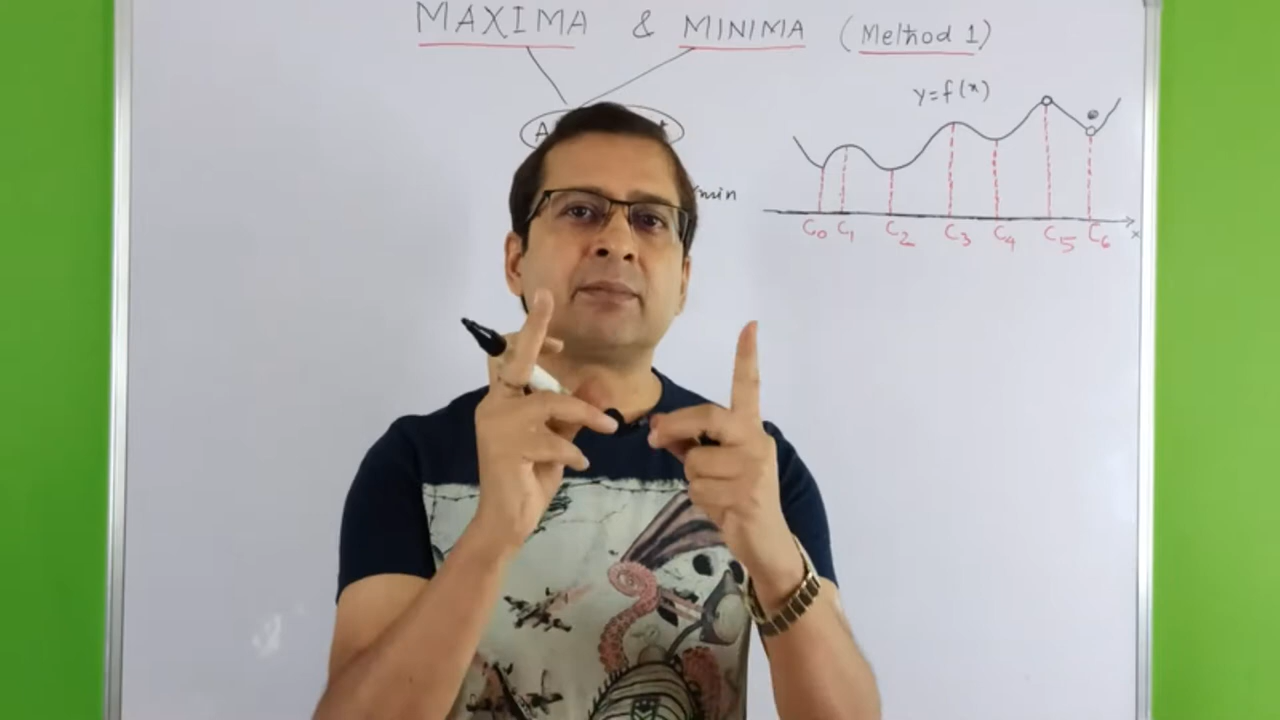 MAXIMA & MINIMA (Method 1)
y=f(x)
min
C0 C1 C2 C3 C4 C5 C6
x